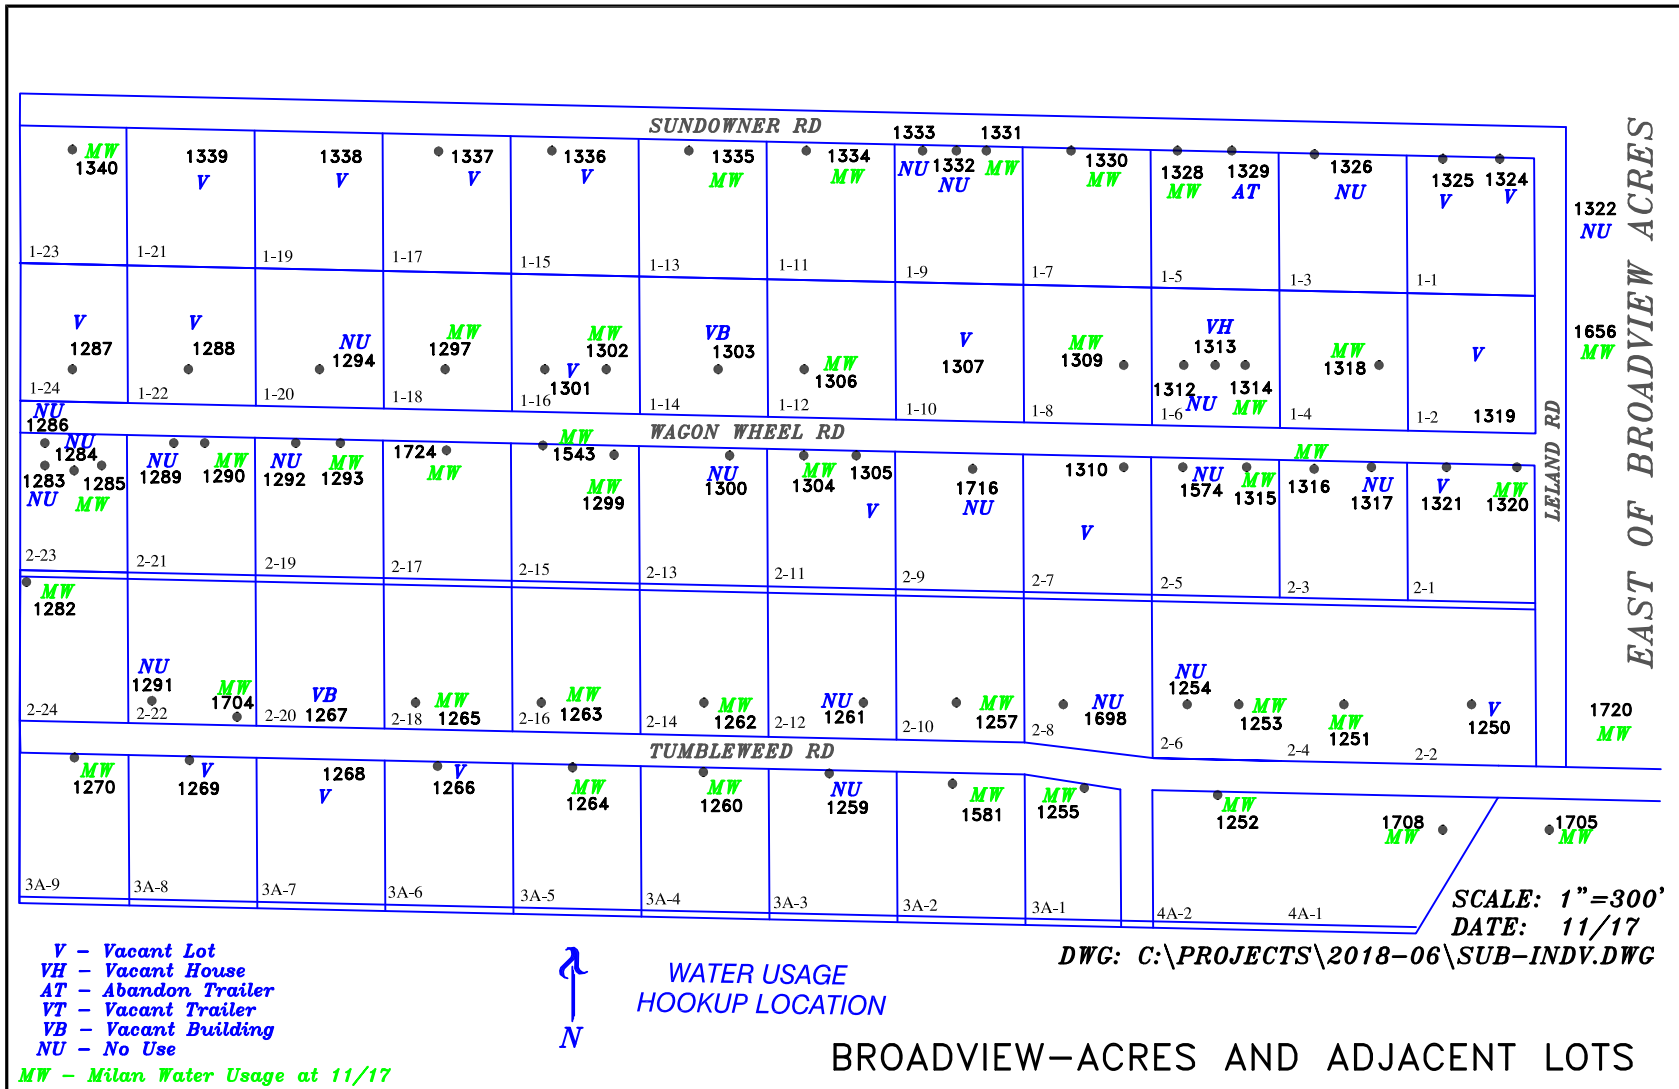 SUNDOWNER RD
1333
1331
MW
1340
1339
V
1338
V
1337
V
1336
V
1335
MW
1334
MW
NU
1332
NU
MW
1330
MW
1328
MW
1329
AT
1326
NU
1325
V
1324
V
1322
NU
1-23
1-21
1-19
1-17
1-15
1-13
1-11
1-9
1-7
1-5
1-3
1-1
V
1287
V
1288
NU
1294
MW
1297
MW
1302
V
1301
VB
1303
MW
1306
V
1307
MW
1309
VH
1313
1312
NU
1314
MW
MW
1318
V
1319
1656
MW
1-24
1-22
1-20
1-18
1-16
1-14
1-12
1-10
1-8
1-6
1-4
1-2
WAGON WHEEL RD
LELAND RD
EAST OF BROADVIEW ACRES
NU
1286
NU
1284
1283
NU
1285
MW
NU
1289
MW
1290
NU
1292
MW
1293
1724
MW
MW
1543
MW
1299
NU
1300
MW
1304
1305
V
1716
NU
1310
V
NU
1574
MW
1315
MW
1316
NU
1317
V
1321
MW
1320
2-23
2-21
2-19
2-17
2-15
2-13
2-11
2-9
2-7
2-5
2-3
2-1
MW
1282
NU
1291
MW
1704
VB
1267
MW
1265
MW
1263
MW
1262
NU
1261
MW
1257
NU
1698
NU
1254
MW
1253
MW
1251
V
1250
1720
MW
2-24
2-22
2-20
2-18
2-16
2-14
2-12
2-10
2-8
2-6
2-4
2-2
TUMBLEWEED RD
MW
1270
V
1269
1268
V
V
1266
MW
1264
MW
1260
NU
1259
MW
1581
MW
1255
MW
1252
1708
MW
1705
MW
3A-9
3A-8
3A-7
3A-6
3A-5
3A-4
3A-3
3A-2
3A-1
4A-2
4A-1
SCALE: 1"=300'
DATE: 11/17
DWG: C:\PROJECTS\2018-06\SUB-INDV.DWG
V - Vacant Lot
VH - Vacant House
AT - Abandon Trailer
VT - Vacant Trailer
VB - Vacant Building
NU - No Use
MW - Milan Water Usage at 11/17
N
WATER USAGE
HOOKUP LOCATION
BROADVIEW-ACRES AND ADJACENT LOTS